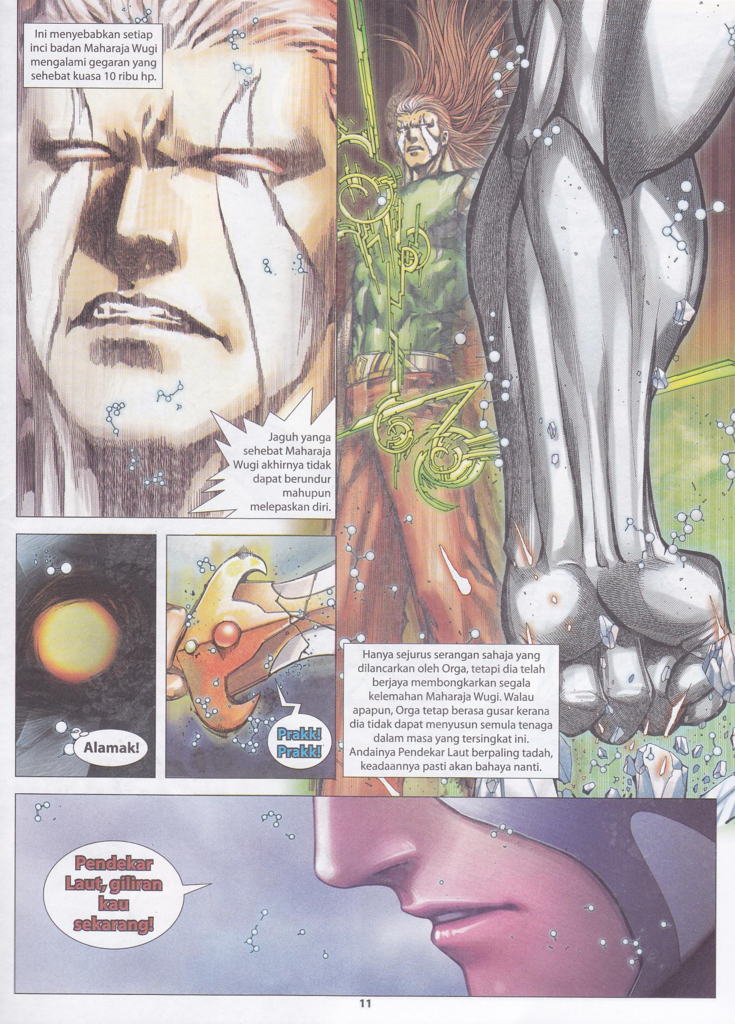 Ini menyebabkan setiap
inci badan Maharaja Wugi
mengalami gegaran yang
sehebat kuasa 10 ribu hp.
Jaguh yanga
sehebat Maharaja
Wugi akhirnya tidak
dapat berundur
mahupun
melepaskan diri.
Alamak!
Prakk!
Prakk!
Hanya sejurus serangan sahaja yang
dilancarkan oleh Orga, tetapi dia telah
berjaya membongkarkan segala
kelemahan Maharaja Wugi. Walau
apapun, Orga tetap berasa gusar kerana
dia tidak dapat menyusun semula tenaga
dalam masa yang tersingkat ini.
Andainya Pendekar Laut berpaling tadah,
keadaannya pasti akan bahaya nanti.
Pendekar
Laut, giliran
kau
sekarang!
11